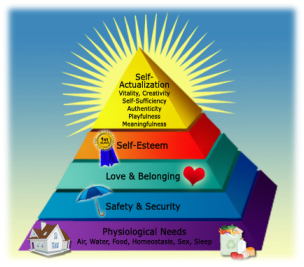 Self-
Actualization
Vitality, Creativity
Self-Sufficiency
Authenticity
Playfulness
Meaningfulness
Self-Esteem
Love & Belonging
Safety & Security
Physiological Needs
Air, Water, Food, Homeostasis, Sex, Sleep